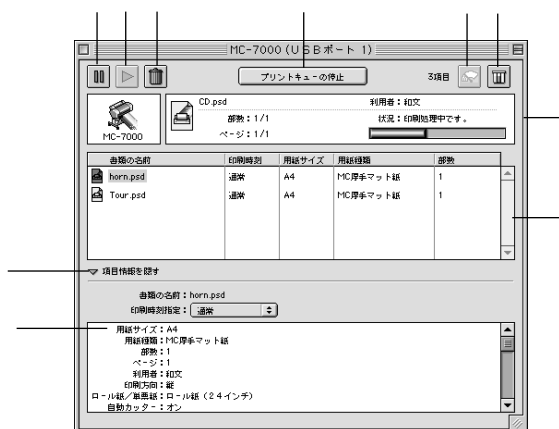 MC-7000 (USBポート 1)
プリントキューの停止
3項目
MC-7000
CD.psd
利用者：和文
部数：1/1
状況：印刷処理中です。
ページ：1/1
書類の名前 印刷時刻 用紙サイズ 用紙種類 部数
horn.psd 通常 A4 MC厚手マット紙 1
Tour.psd 通常 A4 MC厚手マット紙 1
項目情報を隠す
書類の名前：horn.psd
印刷時刻指定：通常
用紙サイズ：A4
用紙種類：MC厚手マット紙
部数：1
ページ：1
利用者：和文
印刷方向：縦
ロール紙／単票紙：ロール紙（24インチ）
自動カッター：オン